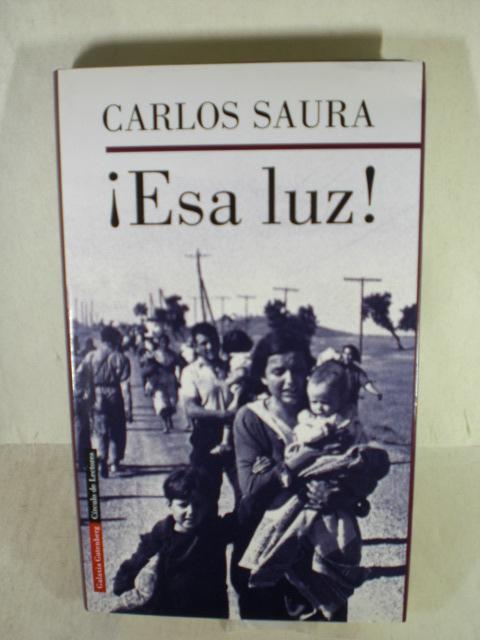 CARLOS SAURA
¡Esa luz!
Galaxia Gutenberg Círculo de Lectores